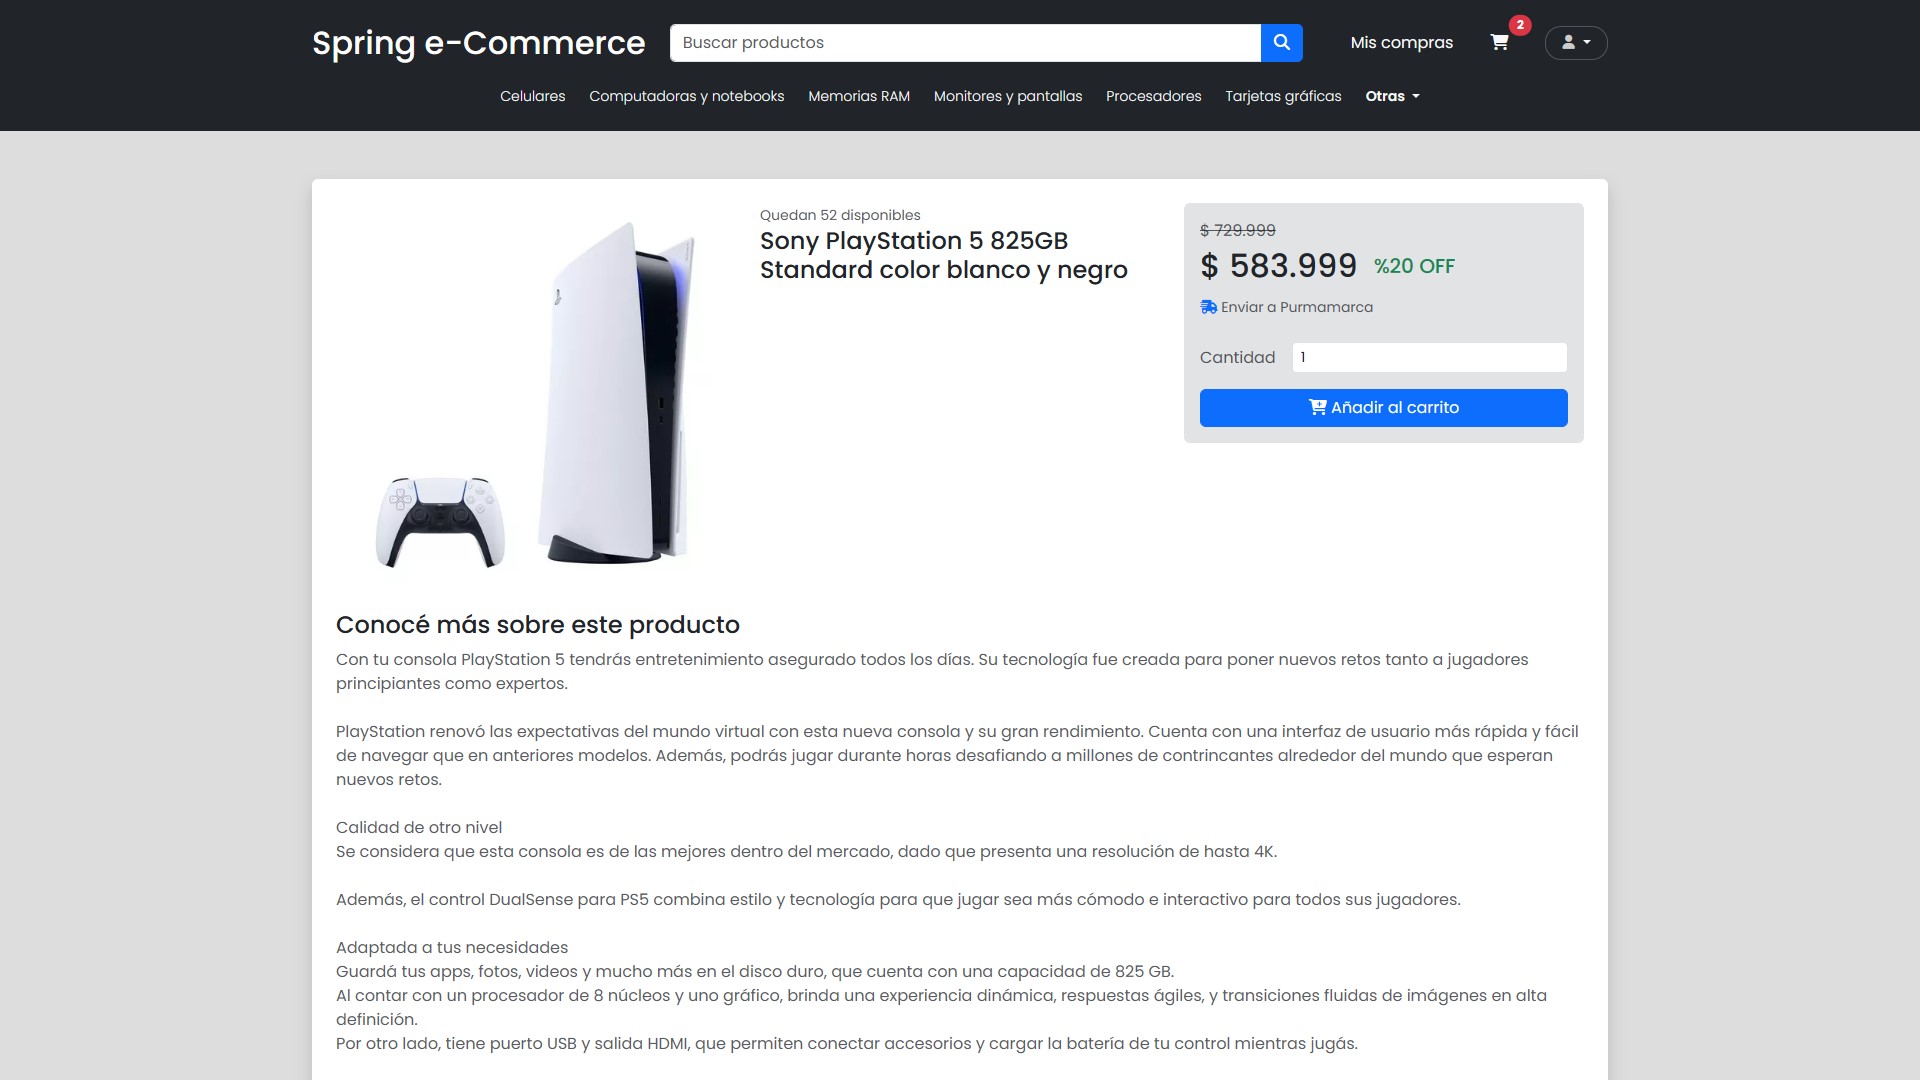 Spring e-Commerce
Buscar productos
Mis compras
2
Celulares
Computadoras y notebooks
Memorias RAM
Monitores y pantallas
Procesadores
Tarjetas gráficas
Otras
Quedan 52 disponibles
Sony PlayStation 5 825GB
Standard color blanco y negro
$ 729.999
$ 583.999 %20 OFF
Enviar a Purmamarca
Cantidad 1
Añadir al carrito
Conocé más sobre este producto
Con tu consola PlayStation 5 tendrás entretenimiento asegurado todos los días. Su tecnología fue creada para poner nuevos retos tanto a jugadores
principiantes como expertos.
PlayStation renovó las expectativas del mundo virtual con esta nueva consola y su gran rendimiento. Cuenta con una interfaz de usuario más rápida y fácil
de navegar que en anteriores modelos. Además, podrás jugar durante horas desafiando a millones de contrincantes alrededor del mundo que esperan
nuevos retos.
Calidad de otro nivel
Se considera que esta consola es de las mejores dentro del mercado, dado que presenta una resolución de hasta 4K.
Además, el control DualSense para PS5 combina estilo y tecnología para que jugar sea más cómodo e interactivo para todos sus jugadores.
Adaptada a tus necesidades
Guardá tus apps, fotos, videos y mucho más en el disco duro, que cuenta con una capacidad de 825 GB.
Al contar con un procesador de 8 núcleos y uno gráfico, brinda una experiencia dinámica, respuestas ágiles, y transiciones fluidas de imágenes en alta
definición.
Por otro lado, tiene puerto USB y salida HDMI, que permiten conectar accesorios y cargar la batería de tu control mientras jugás.